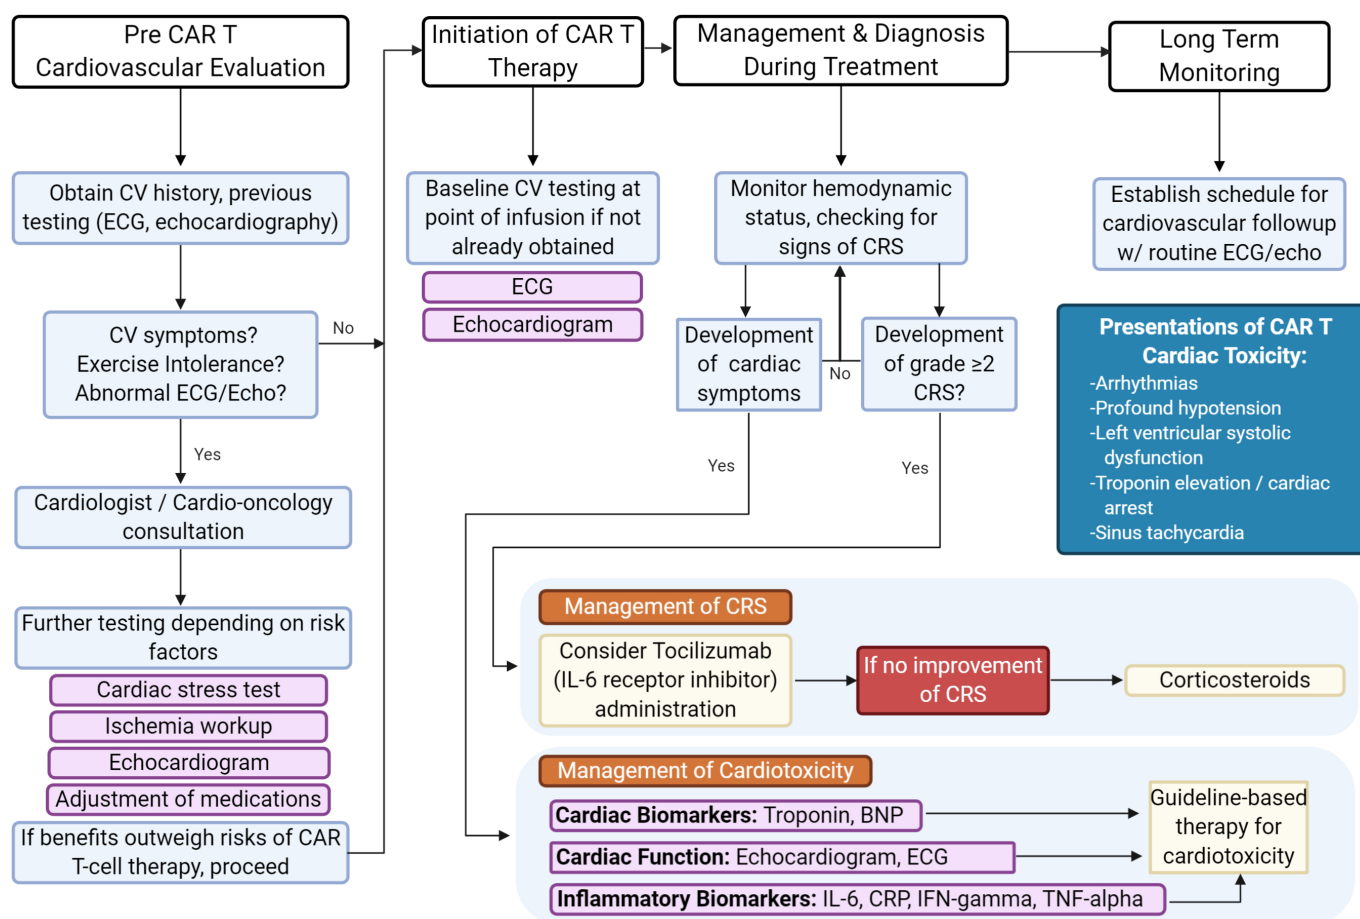 Pre CAR T
Cardiovascular Evaluation
Obtain CV history, previous
testing (ECG, echocardiography)
CV symptoms?
Exercise Intolerance?
Abnormal ECG/Echo?
No
Yes
Cardiologist / Cardio-oncology
consultation
Further testing depending on risk
factors
Cardiac stress test
Ischemia workup
Echocardiogram
Adjustment of medications
If benefits outweigh risks of CAR
T-cell therapy, proceed
Initiation of CAR T
Therapy
Baseline CV testing at
point of infusion if not
already obtained
ECG
Echocardiogram
Management & Diagnosis
During Treatment
Monitor hemodynamic
status, checking for
signs of CRS
Development
of cardiac
symptoms
No
Development
of grade ≥2
CRS?
Yes
Yes
Long Term
Monitoring
Establish schedule for
cardiovascular followup
w/ routine ECG/echo
Presentations of CAR T
Cardiac Toxicity:
-Arrhythmias
-Profound hypotension
-Left ventricular systolic
dysfunction
-Troponin elevation / cardiac
arrest
-Sinus tachycardia
Management of CRS
Consider Tocilizumab
(IL-6 receptor inhibitor)
administration
If no improvement
of CRS
Corticosteroids
Management of Cardiotoxicity
Cardiac Biomarkers: Troponin, BNP
Cardiac Function: Echocardiogram, ECG
Inflammatory Biomarkers: IL-6, CRP, IFN-gamma, TNF-alpha
Guideline-based
therapy for
cardiotoxicity